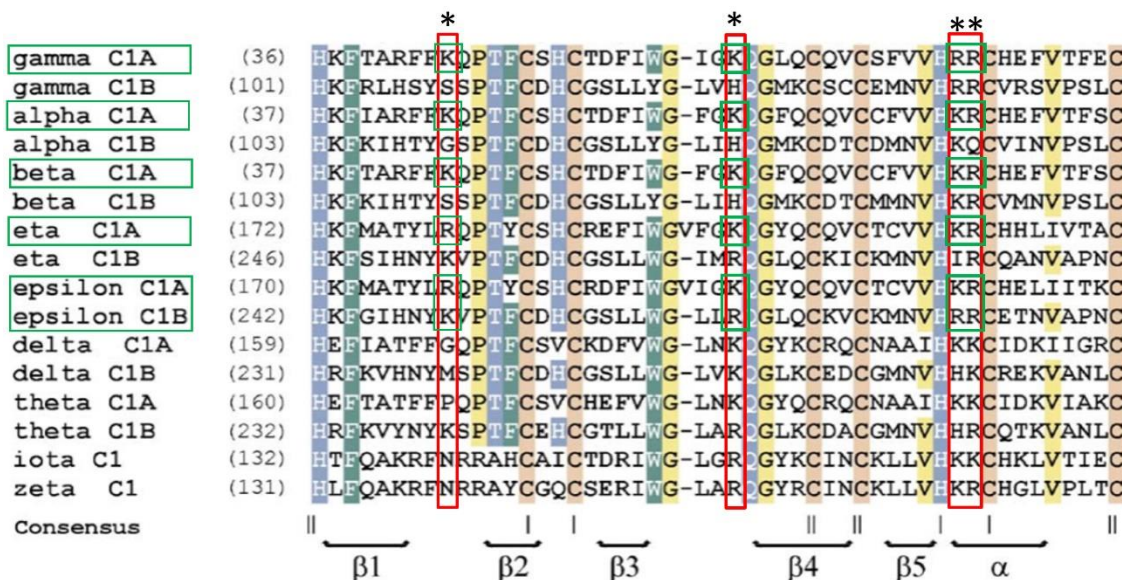 * * **
gamma C1A (36) HKFTARFFKQPTFCSHCTDFIWG-IGKQGLQCQVCSFVVHRRCHEFVTFEC
gamma C1B (101) HKFRLHSYSSPTFCDHCGSLLYG-LVHQGMKCSCCEMNVHRRCVRSVPSLC
alpha C1A (37) HKFIARFFKQPTFCSHCTDFIWG-FGKQGFQCQVCCFVVHKRCHEFVTFSC
alpha C1B (103) HKFKIHTYGSPTFCDHCGSLLYG-LIHQGMKCDTCDMNVHKQCVINVPSLC
beta C1A (37) HKFTARFFKQPTFCSHCTDFIWG-FGKQGFQCQVCCFVVHKRCHEFVTFSC
beta C1B (103) HKFKIHTYSSPTFCDHCGSLLYG-LIHQGMKCDTCMMNVHKRCVMNVPSLC
eta C1A (172) HKFMATYLRQPTYCSHCREFIWGVFGKQGYQCQVCTCVVHKRCHHLIVTAC
eta C1B (246) HKFSIHNYKVPTFCDHCGSLLWG-IMRQGLQCKICKMNVHIRCQANVAPNC
epsilon C1A (170) HKFMATYLRQPTYCSHCRDFIWGVIGKQGYQCQVCTCVVHKRCHELIITKC
epsilon C1B (242) HKFGIHNYKVPTFCDHCGSLLWG-LLRQGLQCKVCKMNVHRRCETNVAPNC
delta C1A (159) HEFIATFFGQPTFCSVCKDFVWG-LNKQGYKCRQCNAAIHKKCIDKIIGRC
delta C1B (231) HRFKVHNYMSPTFCDHCGSLLWG-LVKQGLKCEDCGMNVHHKCREKVANLC
theta C1A (160) HEFTATFFPQPTFCSVCHEFVWG-LNKQGYQCRQCNAAIHKKCIDKVIAKC
theta C1B (232) HRFKVYNYKSPTFCEHCGTLLWG-LARQGLKCDACGMNVHHRCQTKVANLC
iota C1 (132) HTFQAKRFNRRAHCAICTDRIWG-LGRQGYKCINCKLLVHKKCHKLVTIEC
zeta C1 (131) HLFQAKRFNRRAYCGQCSERIWG-LARQGYRCINCKLLVHKRCHGLVPLTC
Consensus || | | || || | | ||
β1 β2 β3 β4 β5 α